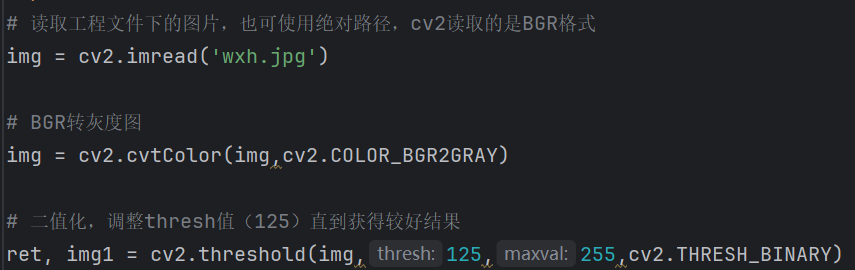 # 读取工程文件下的图片，也可使用绝对路径，cv2读取的是BGR格式
img = cv2.imread('wxh.jpg')
# BGR转灰度图
img = cv2.cvtColor(img,cv2.COLOR_BGR2GRAY)
# 二值化，调整thresh值（125）直到获得较好结果
ret, img1 = cv2.threshold(img, thresh: 125, maxval: 255,cv2.THRESH_BINARY)